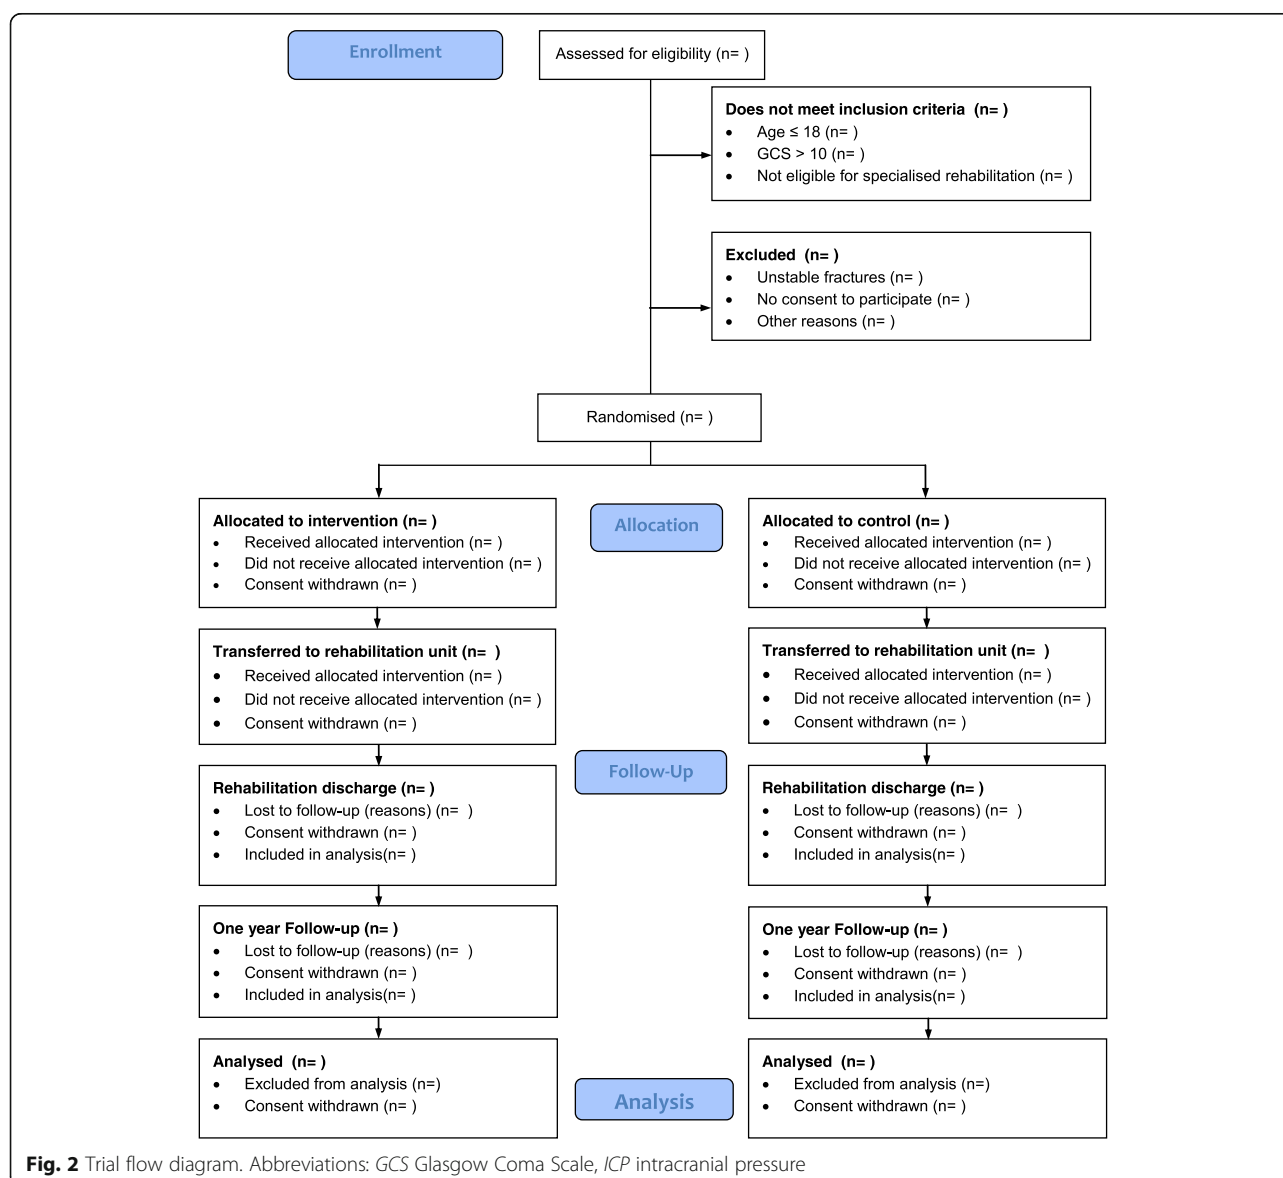 Enrollment
Assessed for eligibility (n= )
Does not meet inclusion criteria (n= )
• Age ≤ 18 (n= )
• GCS > 10 (n= )
• Not eligible for specialised rehabilitation (n= )
Excluded (n= )
• Unstable fractures (n= )
• No consent to participate (n= )
• Other reasons (n= )
Randomised (n= )
Allocation
Allocated to intervention (n= )
• Received allocated intervention (n= )
• Did not receive allocated intervention (n= )
• Consent withdrawn (n= )
Allocated to control (n= )
• Received allocated intervention (n= )
• Did not receive allocated intervention (n= )
• Consent withdrawn (n= )
Transferred to rehabilitation unit (n= )
• Received allocated intervention (n= )
• Did not receive allocated intervention (n= )
• Consent withdrawn (n= )
Transferred to rehabilitation unit (n= )
• Received allocated intervention (n= )
• Did not receive allocated intervention (n= )
• Consent withdrawn (n= )
Follow-Up
Rehabilitation discharge (n= )
• Lost to follow-up (reasons) (n= )
• Consent withdrawn (n= )
• Included in analysis(n= )
Rehabilitation discharge (n= )
• Lost to follow-up (reasons) (n= )
• Consent withdrawn (n= )
• Included in analysis(n= )
One year Follow-up (n= )
• Lost to follow-up (reasons) (n= )
• Consent withdrawn (n= )
• Included in analysis(n= )
One year Follow-up (n= )
• Lost to follow-up (reasons) (n= )
• Consent withdrawn (n= )
• Included in analysis(n= )
Analysed (n= )
• Excluded from analysis (n=)
• Consent withdrawn (n= )
Analysis
Analysed (n= )
• Excluded from analysis (n=)
• Consent withdrawn (n= )
Fig. 2 Trial flow diagram. Abbreviations: GCS Glasgow Coma Scale, ICP intracranial pressure